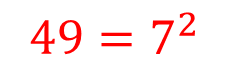 49 = 7²